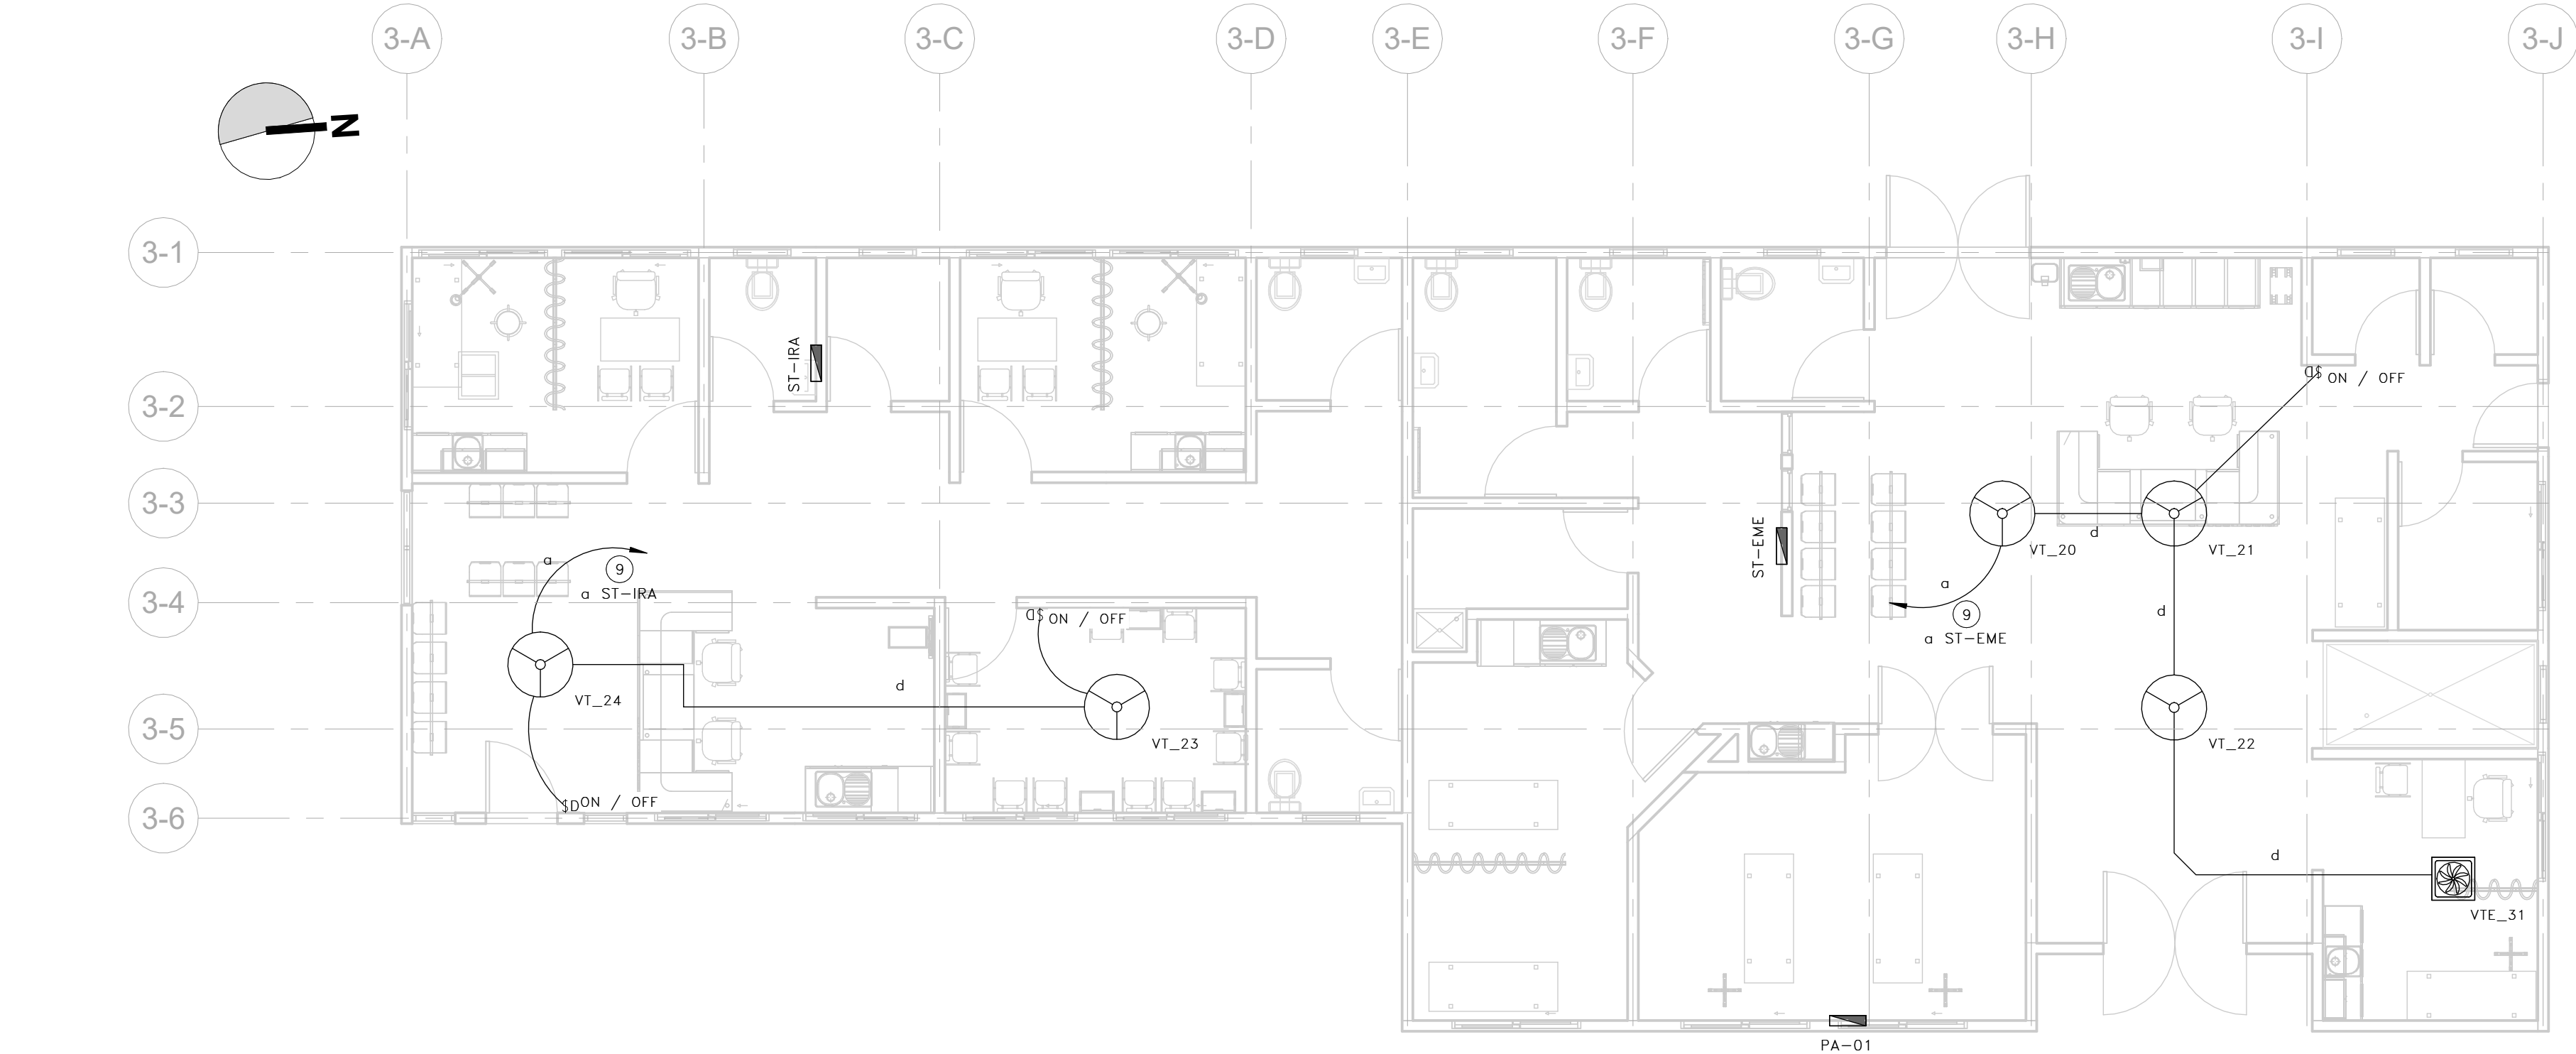 3-A 3-B 3-C 3-D 3-E 3-F 3-G 3-H 3-I 3-J
N
3-1
3-2
3-3
3-4
3-5
3-6
ST-IRA
$D ON / OFF
ST-EME
d
VT_20
VT_21
a
9
a ST-IRA
$D ON / OFF
a
9
a ST-EME
d
d
VT_24
VT_23
VT_22
$D ON / OFF
d
VTE_31
PA-01